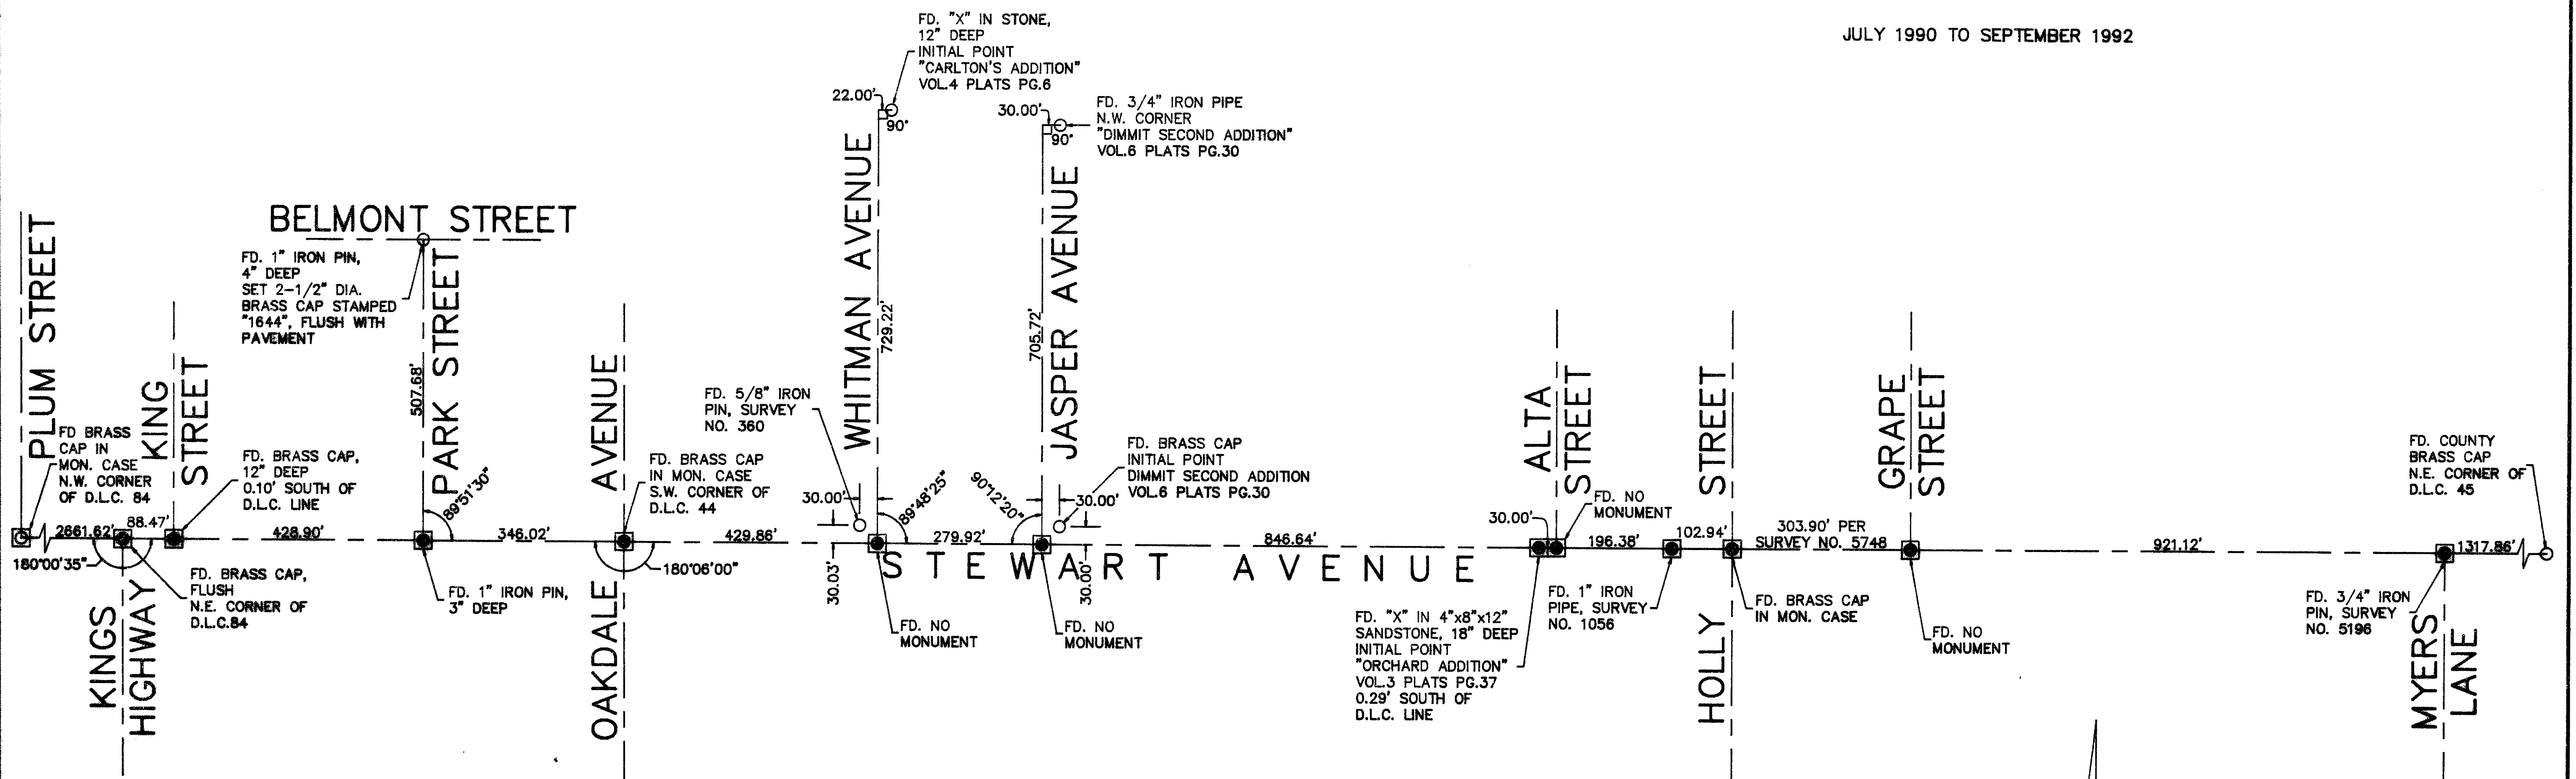 JULY 1990 TO SEPTEMBER 1992
FD. "X" IN STONE,
12" DEEP
INITIAL POINT
"CARLTON'S ADDITION"
VOL.4 PLATS PG.6
22.00'
90°
30.00'
90°
FD. 3/4" IRON PIPE
N.W. CORNER
"DIMMIT SECOND ADDITION"
VOL.6 PLATS PG.30
BELMONT STREET
FD. 1" IRON PIN,
4" DEEP
SET 2-1/2" DIA.
BRASS CAP STAMPED
"1644", FLUSH WITH
PAVEMENT
PLUM STREET
KING
STREET
507.68'
PARK STREET
AVENUE
OAKDALE
WHITMAN AVENUE
729.22'
705.72'
JASPER AVENUE
ALTA
STREET
STREET
HOLLY
GRAPE
STREET
FD BRASS
CAP IN
MON. CASE
N.W. CORNER
OF D.L.C. 84
FD. BRASS CAP,
12" DEEP
0.10' SOUTH OF
D.L.C. LINE
FD. BRASS CAP
IN MON. CASE
S.W. CORNER OF
D.L.C. 44
FD. 5/8" IRON
PIN, SURVEY
NO. 360
FD. BRASS CAP
INITIAL POINT
DIMMIT SECOND ADDITION
VOL.6 PLATS PG.30
FD. NO
MONUMENT
FD. COUNTY
BRASS CAP
N.E. CORNER OF
D.L.C. 45
89°51'30"
30.00'
89°48'25"
90°12'20"
30.00'
30.00'
2661.62'
88.47'
428.90'
346.02'
429.86'
279.92'
846.64'
196.38'
102.94'
303.90' PER
SURVEY NO. 5748
921.12'
1317.86'
180°00'35"
180°06'00"
30.03'
30.00'
STEWART AVENUE
KINGS
HIGHWAY
FD. BRASS CAP,
FLUSH
N.E. CORNER OF
D.L.C.84
FD. 1" IRON PIN,
3" DEEP
FD. NO
MONUMENT
FD. NO
MONUMENT
FD. "X" IN 4"x8"x12"
SANDSTONE, 18" DEEP
INITIAL POINT
"ORCHARD ADDITION"
VOL.3 PLATS PG.37
0.29' SOUTH OF
D.L.C. LINE
FD. 1" IRON
PIPE, SURVEY
NO. 1056
FD. BRASS CAP
IN MON. CASE
FD. NO
MONUMENT
FD. 3/4" IRON
PIN, SURVEY
NO. 5196
MYERS
LANE